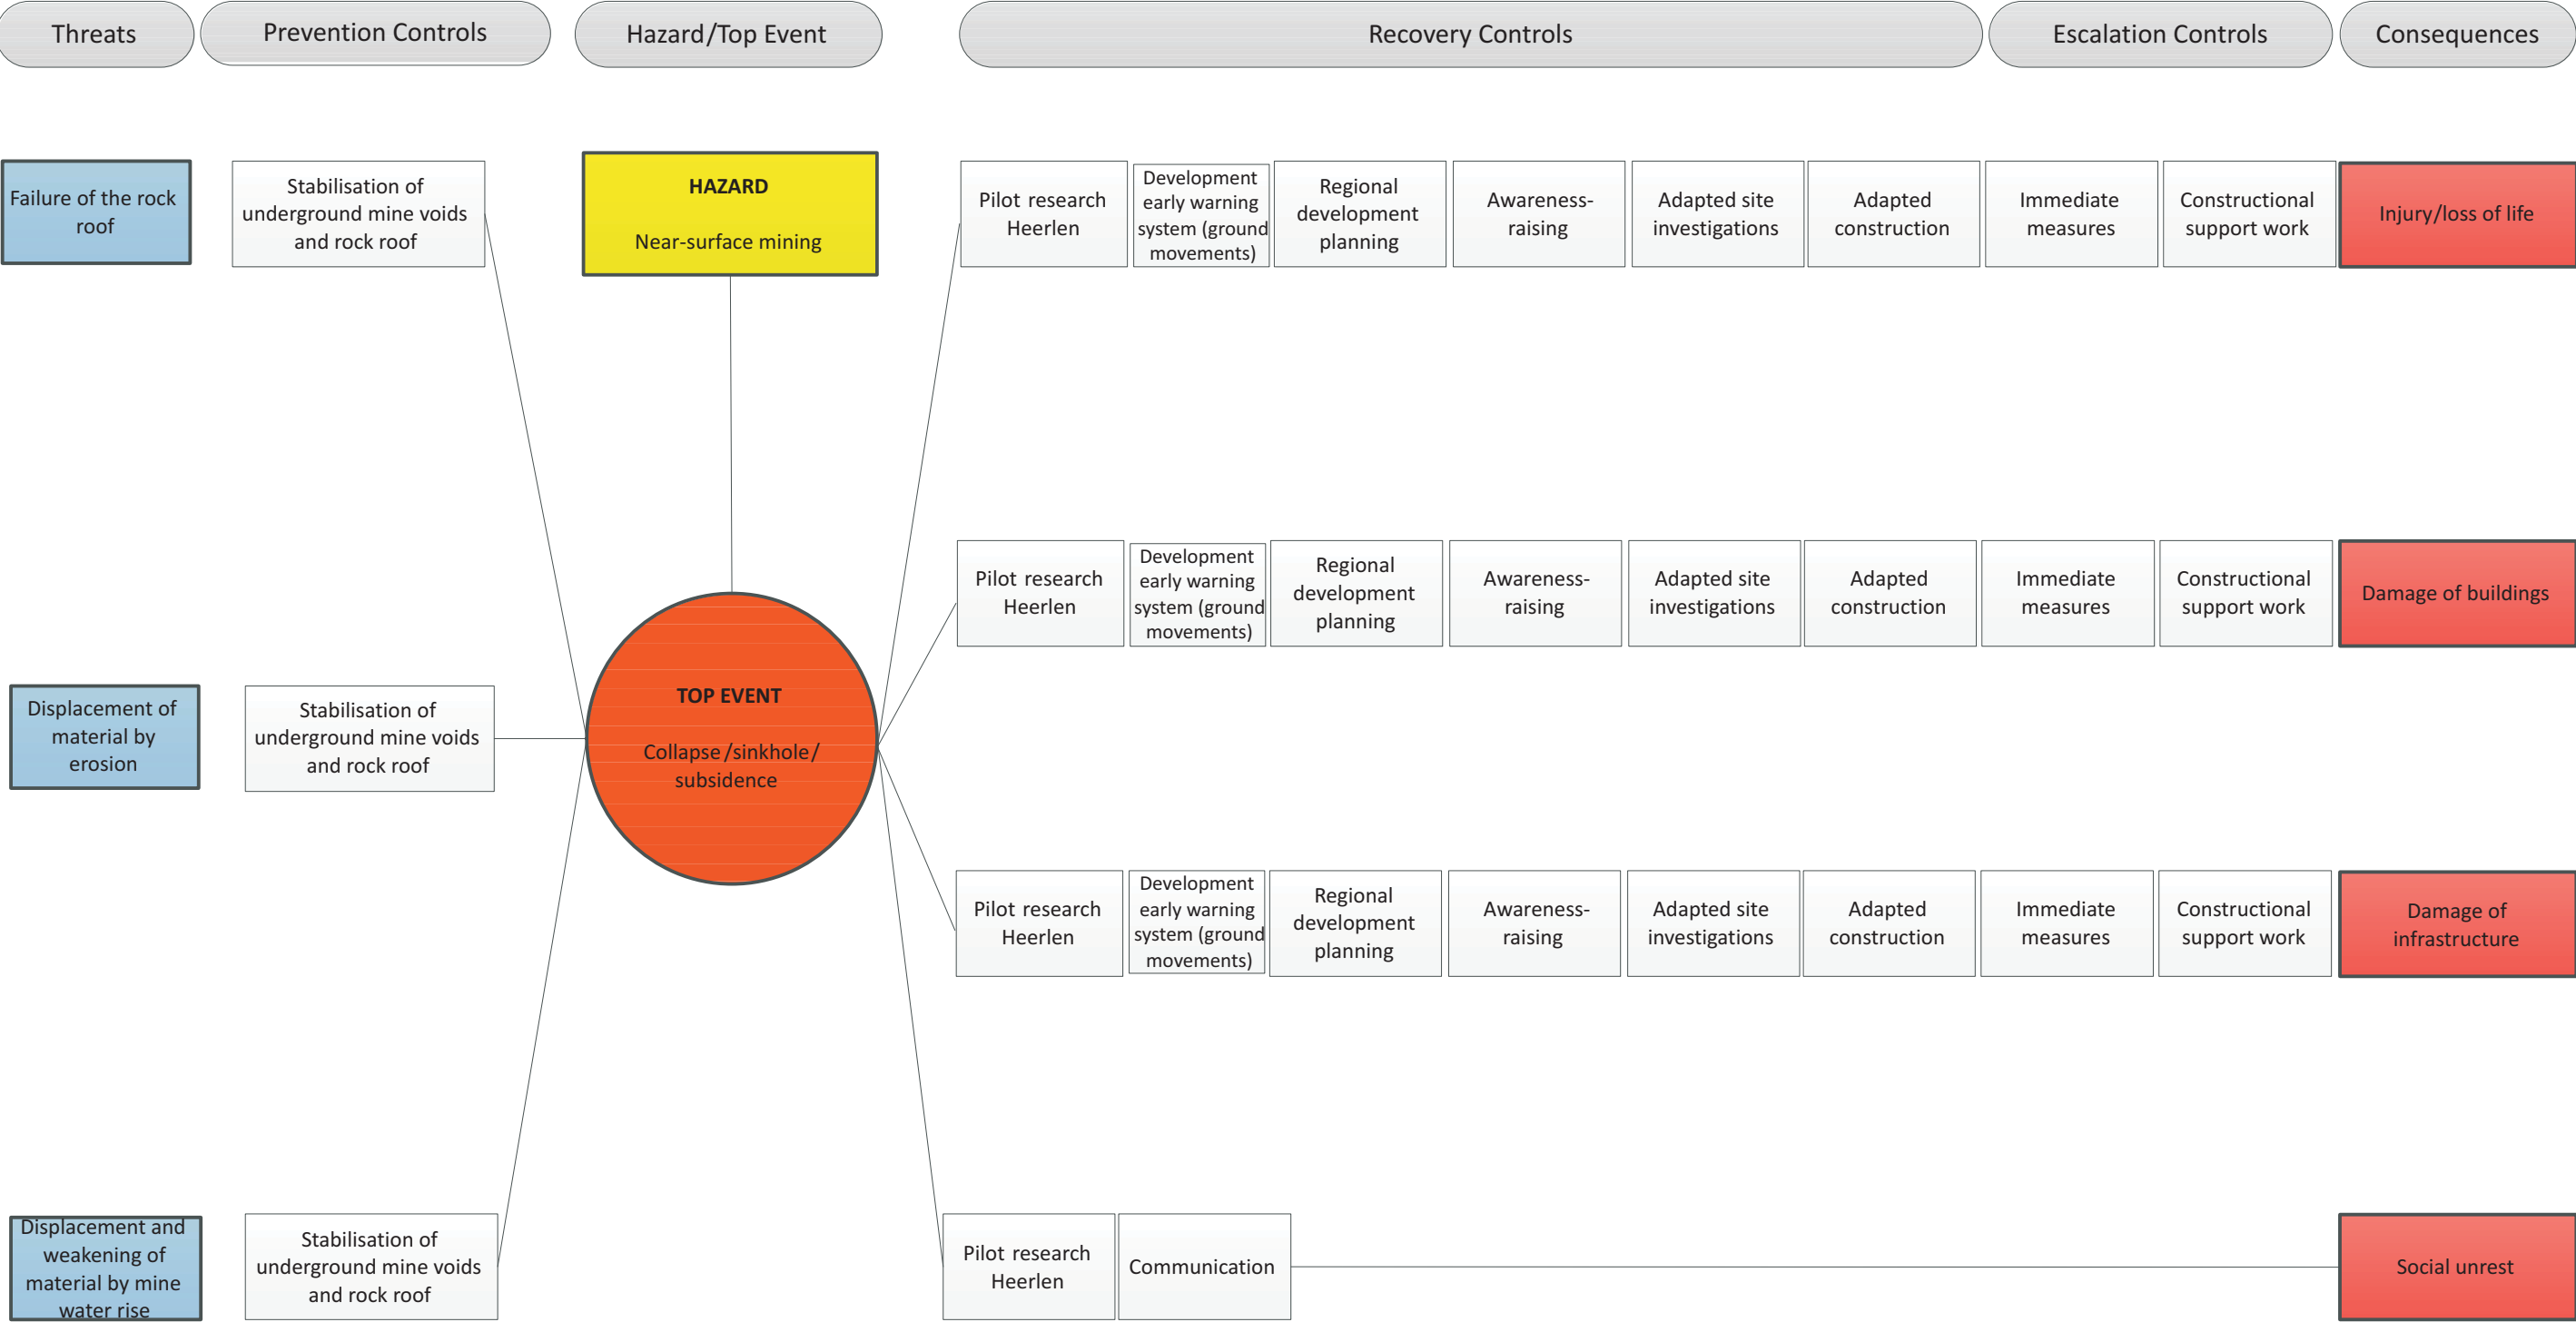 Threats
Prevention Controls
Hazard/Top Event
Recovery Controls
Escalation Controls
Consequences
Failure of the rock
roof
Stabilisation of
underground mine voids
and rock roof
HAZARD
Near-surface mining
Pilot research
Heerlen
Development
early warning
system (ground
movements)
Regional
development
planning
Awareness-
raising
Adapted site
investigations
Adapted
construction
Immediate
measures
Constructional
support work
Injury/loss of life
Pilot research
Heerlen
Development
early warning
system (ground
movements)
Regional
development
planning
Awareness-
raising
Adapted site
investigations
Adapted
construction
Immediate
measures
Constructional
support work
Damage of buildings
Displacement of
material by
erosion
Stabilisation of
underground mine voids
and rock roof
TOP EVENT
Collapse/sinkhole/
subsidence
Pilot research
Heerlen
Development
early warning
system (ground
movements)
Regional
development
planning
Awareness-
raising
Adapted site
investigations
Adapted
construction
Immediate
measures
Constructional
support work
Damage of
infrastructure
Displacement and
weakening of
material by mine
water rise
Stabilisation of
underground mine voids
and rock roof
Pilot research
Heerlen
Communication
Social unrest